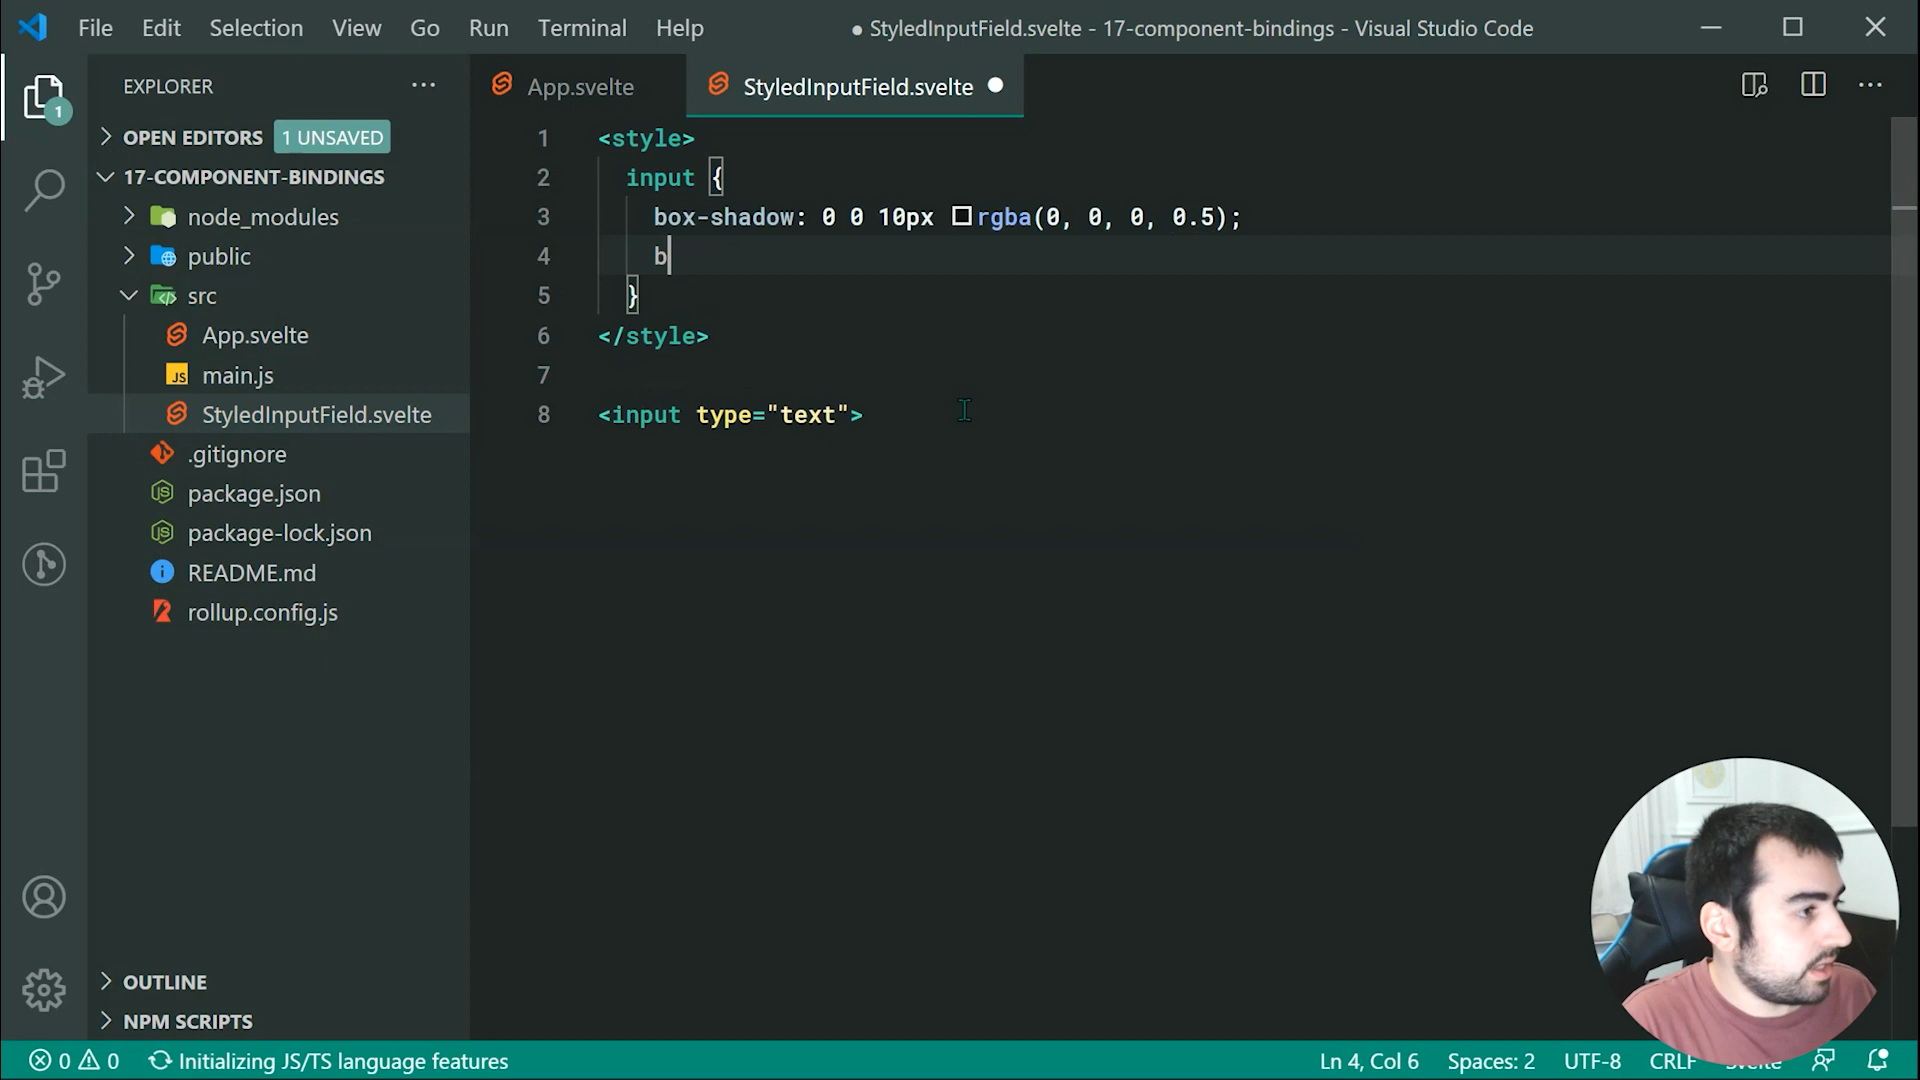 File Edit Selection View Go Run Terminal Help
● StyledInputField.svelte - 17-component-bindings - Visual Studio Code
EXPLORER
OPEN EDITORS 1 UNSAVED
17-COMPONENT-BINDINGS
node_modules
public
src
App.svelte
JS main.js
StyledInputField.svelte
.gitignore
package.json
package-lock.json
README.md
rollup.config.js
OUTLINE
NPM SCRIPTS
1
App.svelte StyledInputField.svelte
1 <style>
2 input {
3 box-shadow: 0 0 10px rgba(0, 0, 0, 0.5);
4 b
5 }
6 </style>
7
8 <input type="text">
0 0 Initializing JS/TS language features
Ln 4, Col 6 Spaces: 2 UTF-8 CRLF Svelte